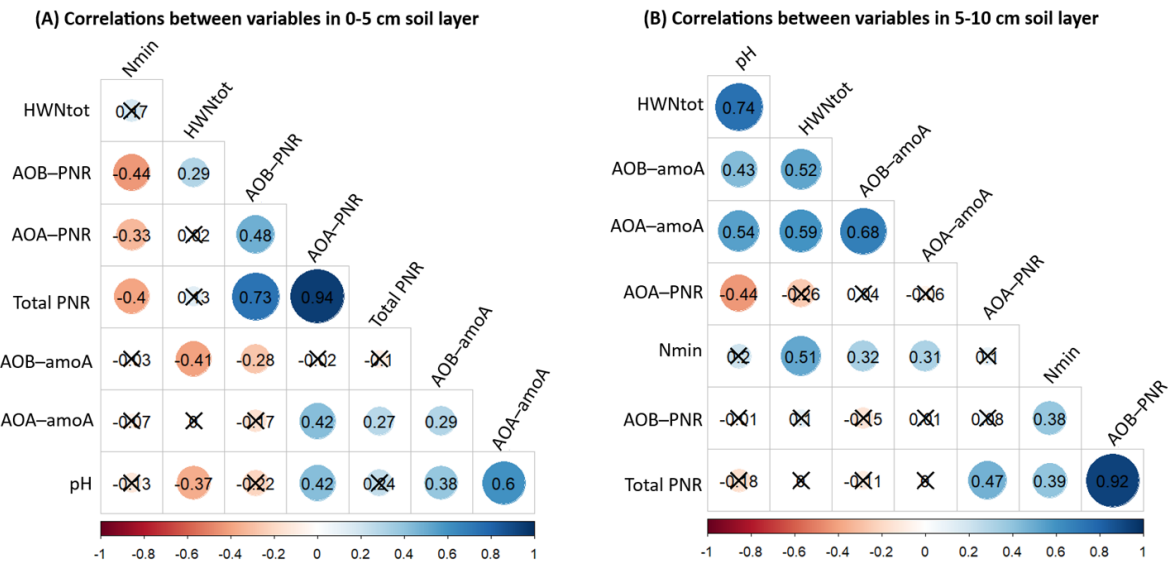 (A) Correlations between variables in 0-5 cm soil layer
Nmin
HWNtot
HWNtot
AOB–PNR -0.44 0.29
AOB–PNR
AOA–PNR -0.33 0.02 0.48
AOA–PNR
Total PNR -0.4 0.13 0.73 0.94
Total PNR
AOB–amoA -0.03 -0.41 -0.28 -0.02 -0.1
AOB–amoA
AOA–amoA -0.07 0 -0.17 0.42 0.27 0.29
AOA–amoA
pH -0.13 -0.37 -0.22 0.42 0.24 0.38 0.6
-1 -0.8 -0.6 -0.4 -0.2 0 0.2 0.4 0.6 0.8 1
(B) Correlations between variables in 5-10 cm soil layer
pH
HWNtot 0.74
HWNtot
AOB–amoA 0.43 0.52
AOB–amoA
AOA–amoA 0.54 0.59 0.68
AOA–amoA
AOA–PNR -0.44 -0.26 0.04 -0.06
AOA–PNR
Nmin 0.2 0.51 0.32 0.31 0.1
Nmin
AOB–PNR -0.01 0.1 -0.15 0.01 -0.08 0.38
AOB–PNR
Total PNR -0.18 0 -0.11 0 0.47 0.39 0.92
-1 -0.8 -0.6 -0.4 -0.2 0 0.2 0.4 0.6 0.8 1